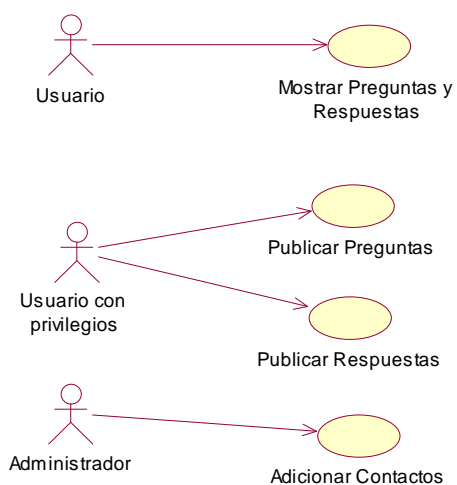 Usuario
Mostrar Preguntas y
Respuestas
Publicar Preguntas
Usuario con
privilegios
Publicar Respuestas
Administrador
Adicionar Contactos